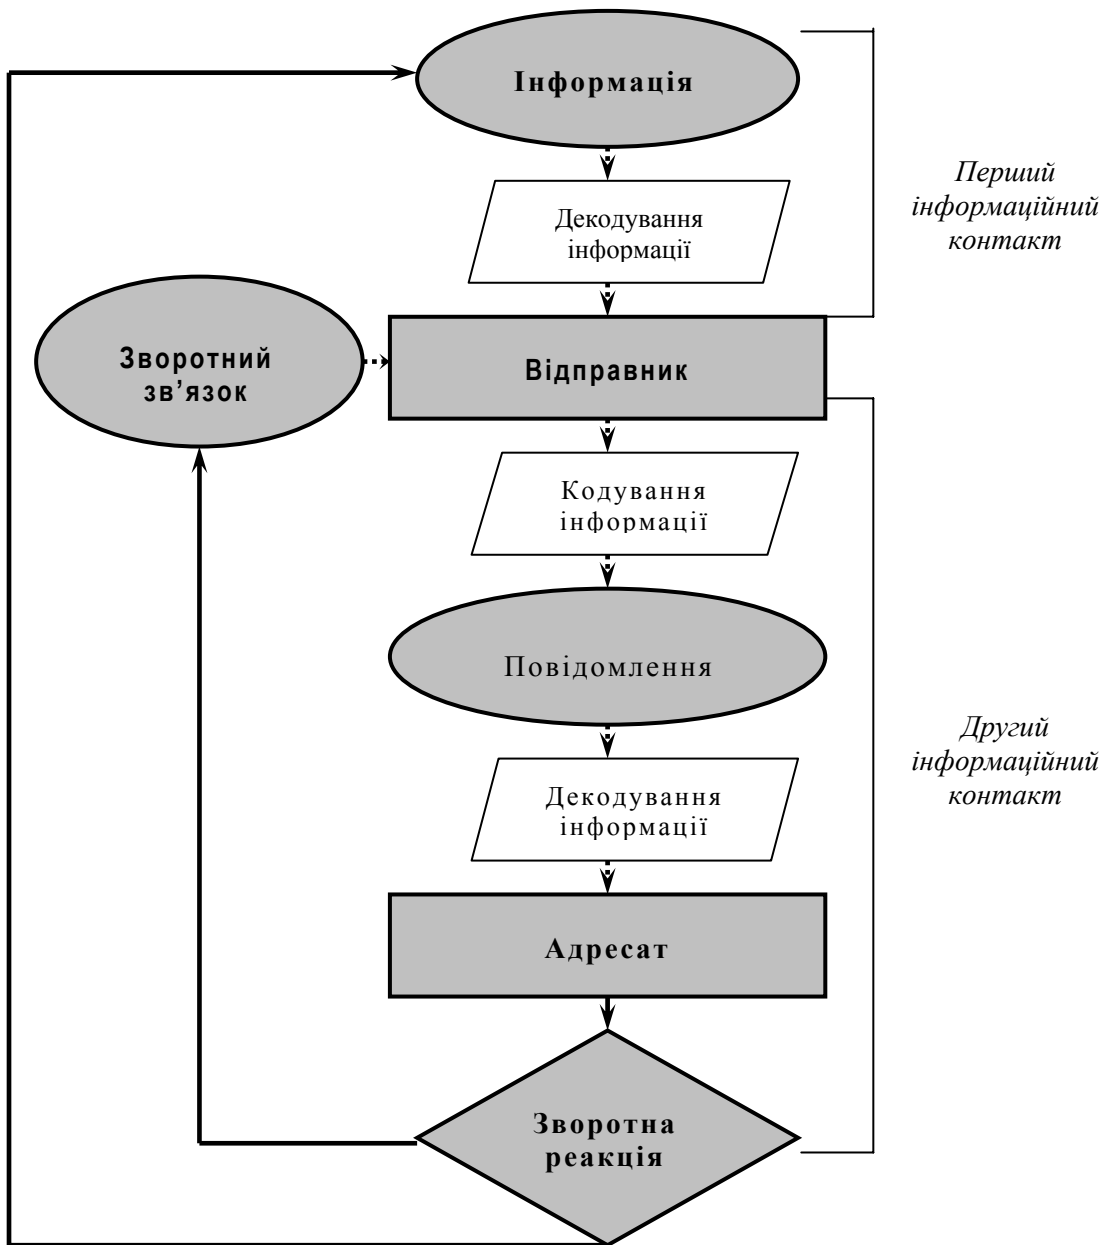 Інформація
Перший
інформаційний
контакт
Декодування
інформації
Зворотний
зв’язок
Відправник
Кодування
інформації
Повідомлення
Другий
інформаційний
контакт
Декодування
інформації
Адресат
Зворотна
реакція